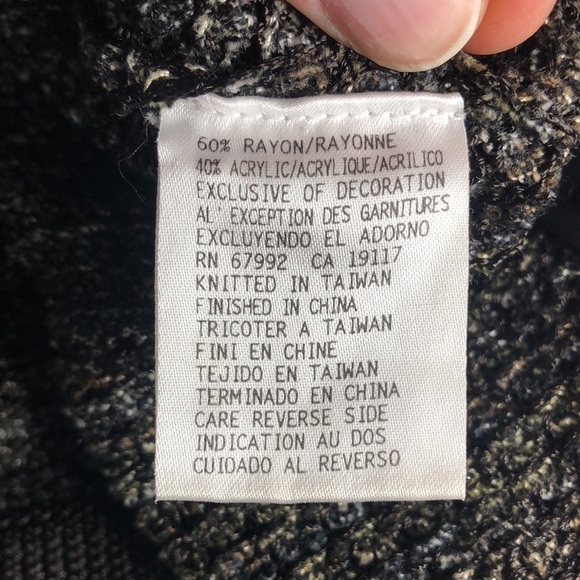 60% RAYON/RAYONNE
40% ACRYLIC/ACRYLIQUE/ACRILICO
EXCLUSIVE OF DECORATION
AL' EXCEPTION DES GARNITURES
EXCLUYENDO EL ADORNO
RN 67992 CA 19117
KNITTED IN TAIWAN
FINISHED IN CHINA
TRICOTER A TAIWAN
FINI EN CHINE
TEJIDO EN TAIWAN
TERMINADO EN CHINA
CARE REVERSE SIDE
INDICATION AU DOS
CUIDADO AL REVERSO